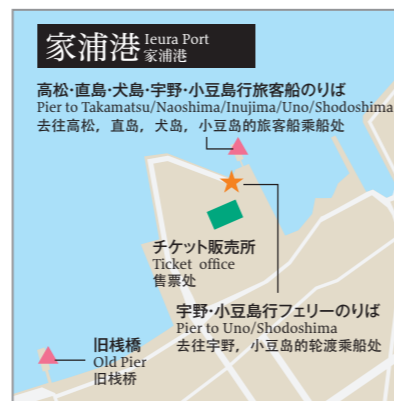 家浦港 Ieura Port
家浦港
高松・直島・犬島・宇野・小豆島行旅客船のりば
Pier to Takamatsu/Naoshima/Inujima/Uno/Shodoshima
去往高松，直岛，犬岛，小豆岛的旅客船乘船处
チケット販売所
Ticket office
售票处
宇野・小豆島行フェリーのりば
Pier to Uno/Shodoshima
去往宇野，小豆岛的轮渡乘船处
旧桟橋
Old Pier
旧栈桥